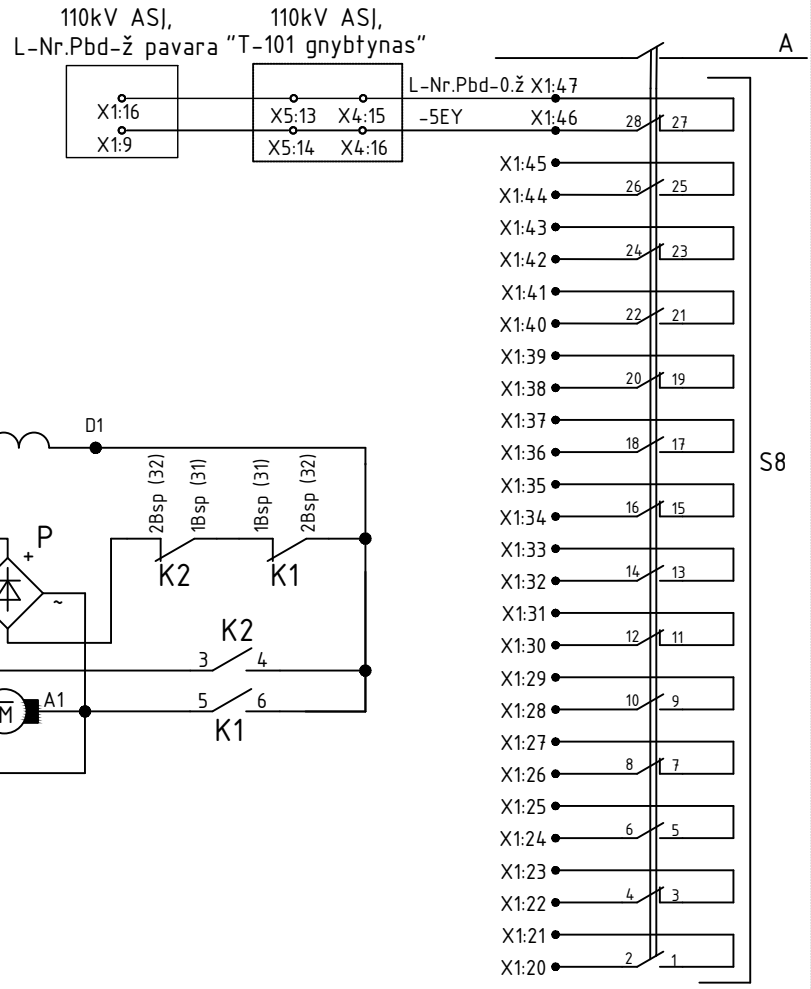 110kV ASĮ,
L-Nr.Pbd-ž pavara
110kV ASĮ,
"T-101 gnybtynas"
A
L-Nr.Pbd-0.ž X1:47
X1:16
X5:13 X4:15
-5EY
X1:46
28 27
X1:9
X5:14 X4:16
X1:45
26 25
X1:44
X1:43
24 23
X1:42
X1:41
22 21
X1:40
X1:39
20 19
X1:38
X1:37
18 17
X1:36
X1:35
16 15
X1:34
X1:33
14 13
X1:32
X1:31
12 11
X1:30
X1:29
10 9
X1:28
X1:27
8 7
X1:26
X1:25
6 5
X1:24
X1:23
4 3
X1:22
X1:21
2 1
X1:20
S8
D1
2Bsp (32)
1Bsp (31)
1Bsp (31)
2Bsp (32)
+ P
~
K2
K1
K2
3 4
M
A1
5 6
K1